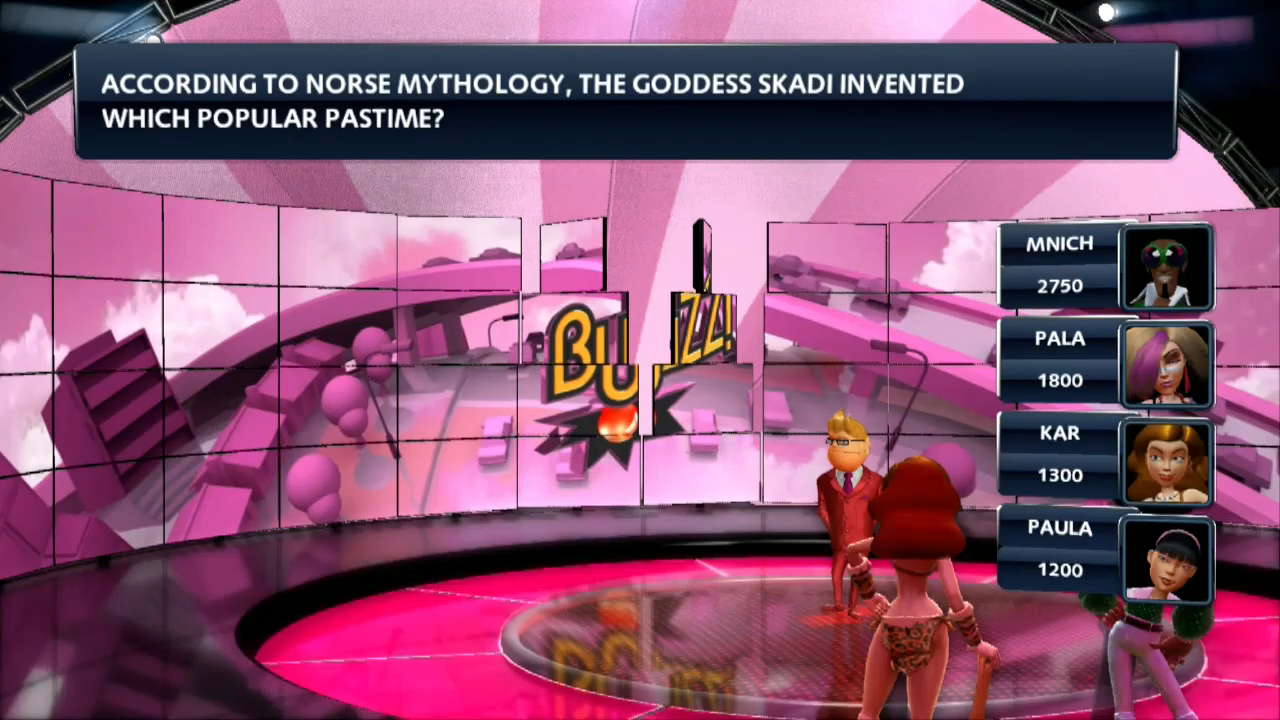 ACCORDING TO NORSE MYTHOLOGY, THE GODDESS SKADI INVENTED
WHICH POPULAR PASTIME?
BUZZ!
MNICH
2750
PALA
1800
KAR
1300
PAULA
1200